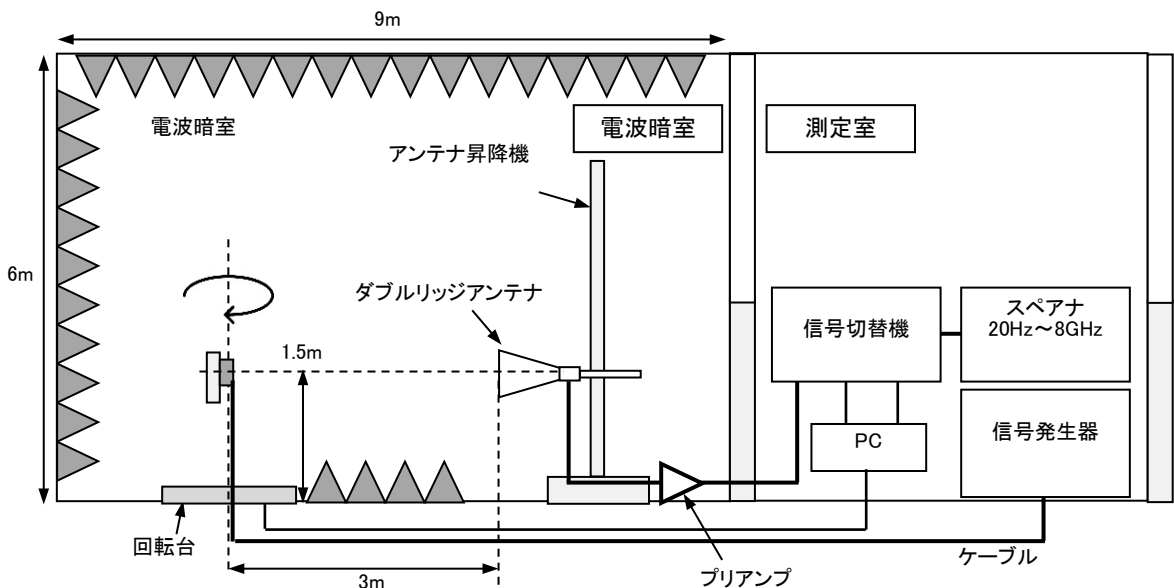 9m
電波暗室
電波暗室
測定室
アンテナ昇降機
6m
ダブルリッジアンテナ
信号切替機
スペアナ
20Hz～8GHz
1.5m
PC
信号発生器
回転台
ケーブル
3m
プリアンプ